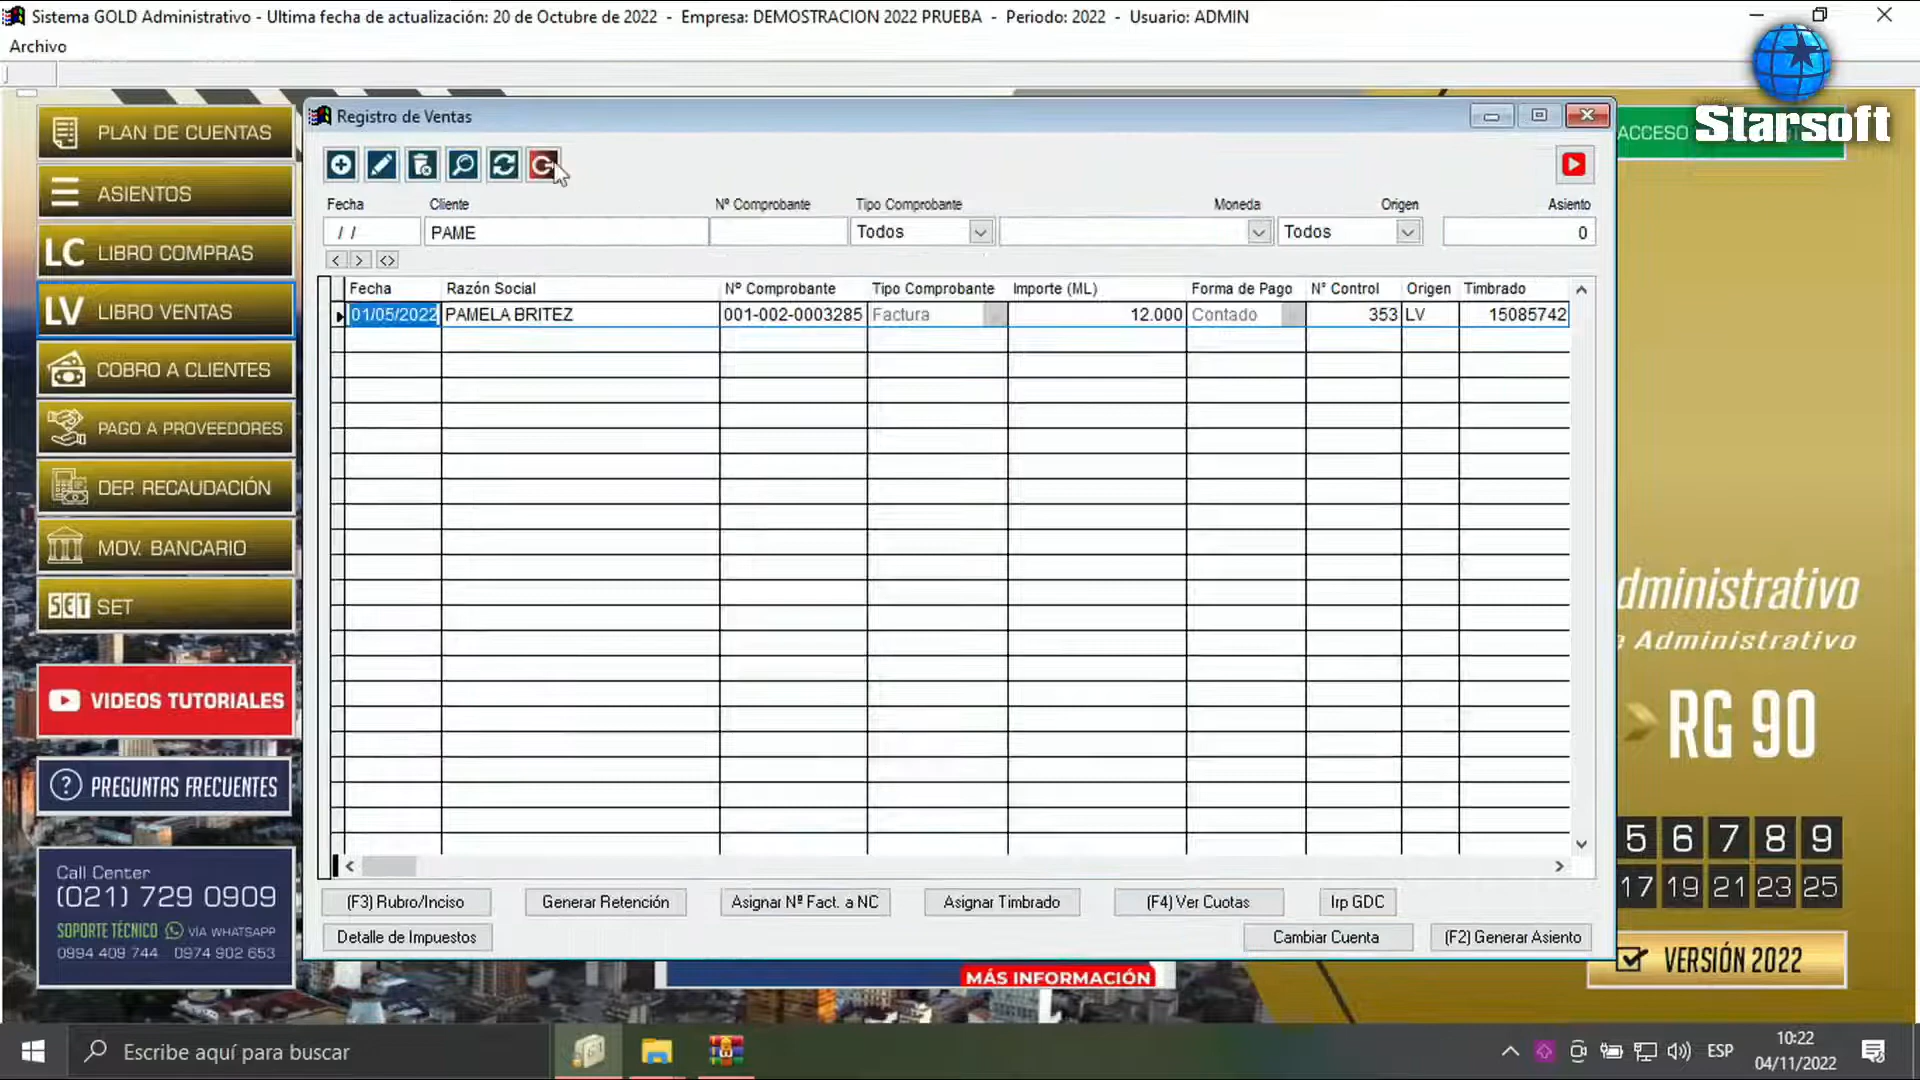 Sistema GOLD Administrativo - Ultima fecha de actualización: 20 de Octubre de 2022 - Empresa: DEMOSTRACION 2022 PRUEBA - Periodo: 2022 - Usuario: ADMIN
Archivo
Starsoft
ACCESO
PLAN DE CUENTAS
ASIENTOS
LC LIBRO COMPRAS
LV LIBRO VENTAS
COBRO A CLIENTES
PAGO A PROVEEDORES
DEP. RECAUDACIÓN
MOV. BANCARIO
SET SET
VIDEOS TUTORIALES
? PREGUNTAS FRECUENTES
Call Center
(021) 729 0909
SOPORTE TÉCNICO VÍA WHATSAPP
0994 409 744 0974 902 653
Registro de Ventas
Fecha Cliente Nº Comprobante Tipo Comprobante Moneda Origen Asiento
/ / PAME Todos Todos 0
< > <>
Fecha Razón Social Nº Comprobante Tipo Comprobante Importe (ML) Forma de Pago N° Control Origen Timbrado
01/05/2022 PAMELA BRITEZ 001-002-0003285 Factura 12.000 Contado 353 LV 15085742
(F3) Rubro/Inciso Generar Retención Asignar Nº Fact. a NC Asignar Timbrado (F4) Ver Cuotas Irp GDC
Detalle de Impuestos Cambiar Cuenta (F2) Generar Asiento
MÁS INFORMACIÓN
dministrativo
Administrativo
RG 90
5 6 7 8 9
17 19 21 23 25
VERSIÓN 2022
Escribe aquí para buscar
ESP
10:22
04/11/2022